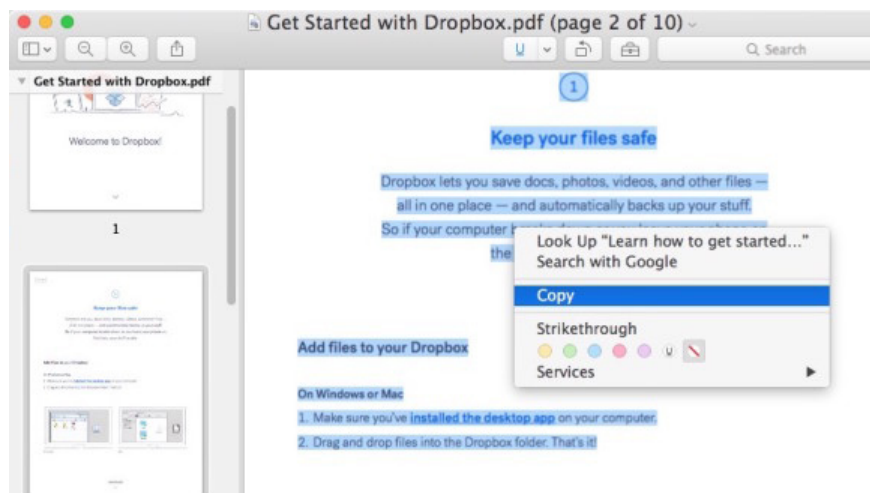 Get Started with Dropbox.pdf (page 2 of 10)
Search
Get Started with Dropbox.pdf
Welcome to Dropbox!
1
1
Keep your files safe
Dropbox lets you save docs, photos, videos, and other files —
all in one place — and automatically backs up your stuff.
So if your computer
the
Look Up “Learn how to get started...”
Search with Google
Copy
Strikethrough
U
Services
Add files to your Dropbox
On Windows or Mac
1. Make sure you've installed the desktop app on your computer.
2. Drag and drop files into the Dropbox folder. That's it!
Keep your files safe